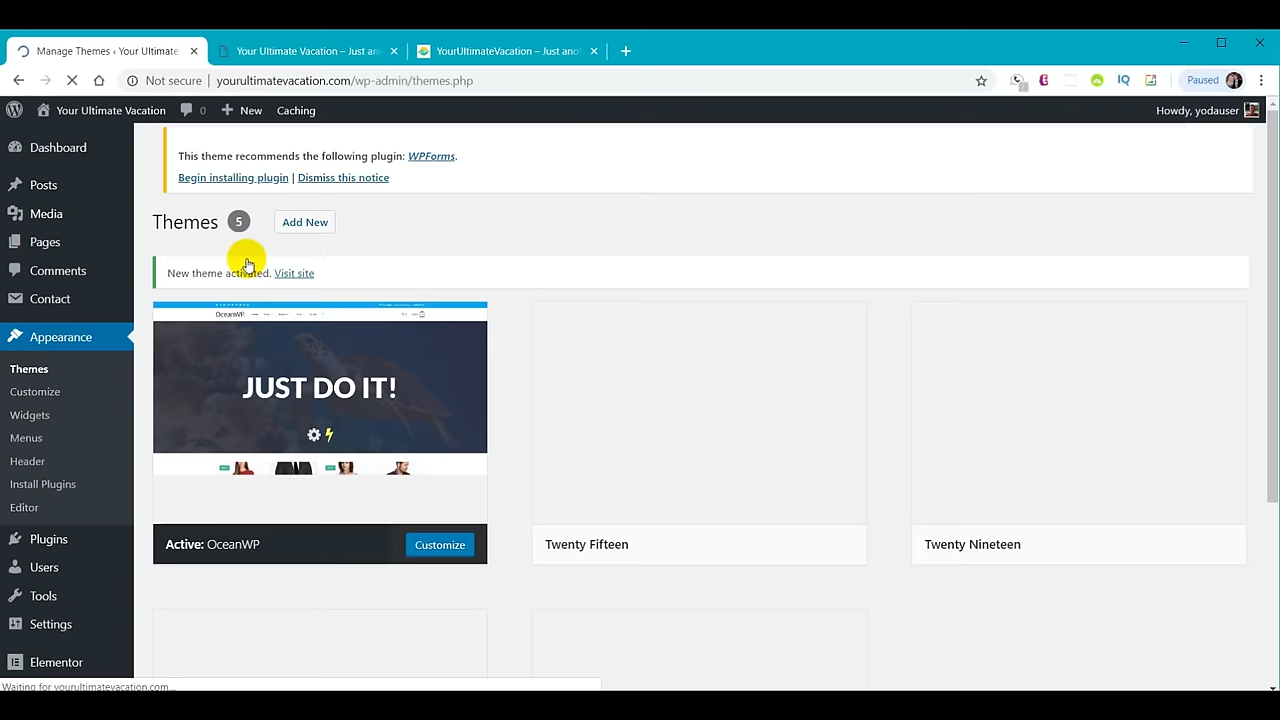 Manage Themes ‹ Your Ultimate
Your Ultimate Vacation – Just an
YourUltimateVacation – Just ano
Not secure | yourultimatevacation.com/wp-admin/themes.php
IQ
Paused
Your Ultimate Vacation
0
New
Caching
Howdy, yodauser
Dashboard
Posts
Media
Pages
Comments
Contact
Appearance
Themes
Customize
Widgets
Menus
Header
Install Plugins
Editor
Plugins
Users
Tools
Settings
Elementor
This theme recommends the following plugin: WPForms.
Begin installing plugin | Dismiss this notice
Themes 5 Add New
New theme activated. Visit site
OceanWP
JUST DO IT!
Active: OceanWP
Customize
Twenty Fifteen
Twenty Nineteen
Waiting for yourultimatevacation.com...